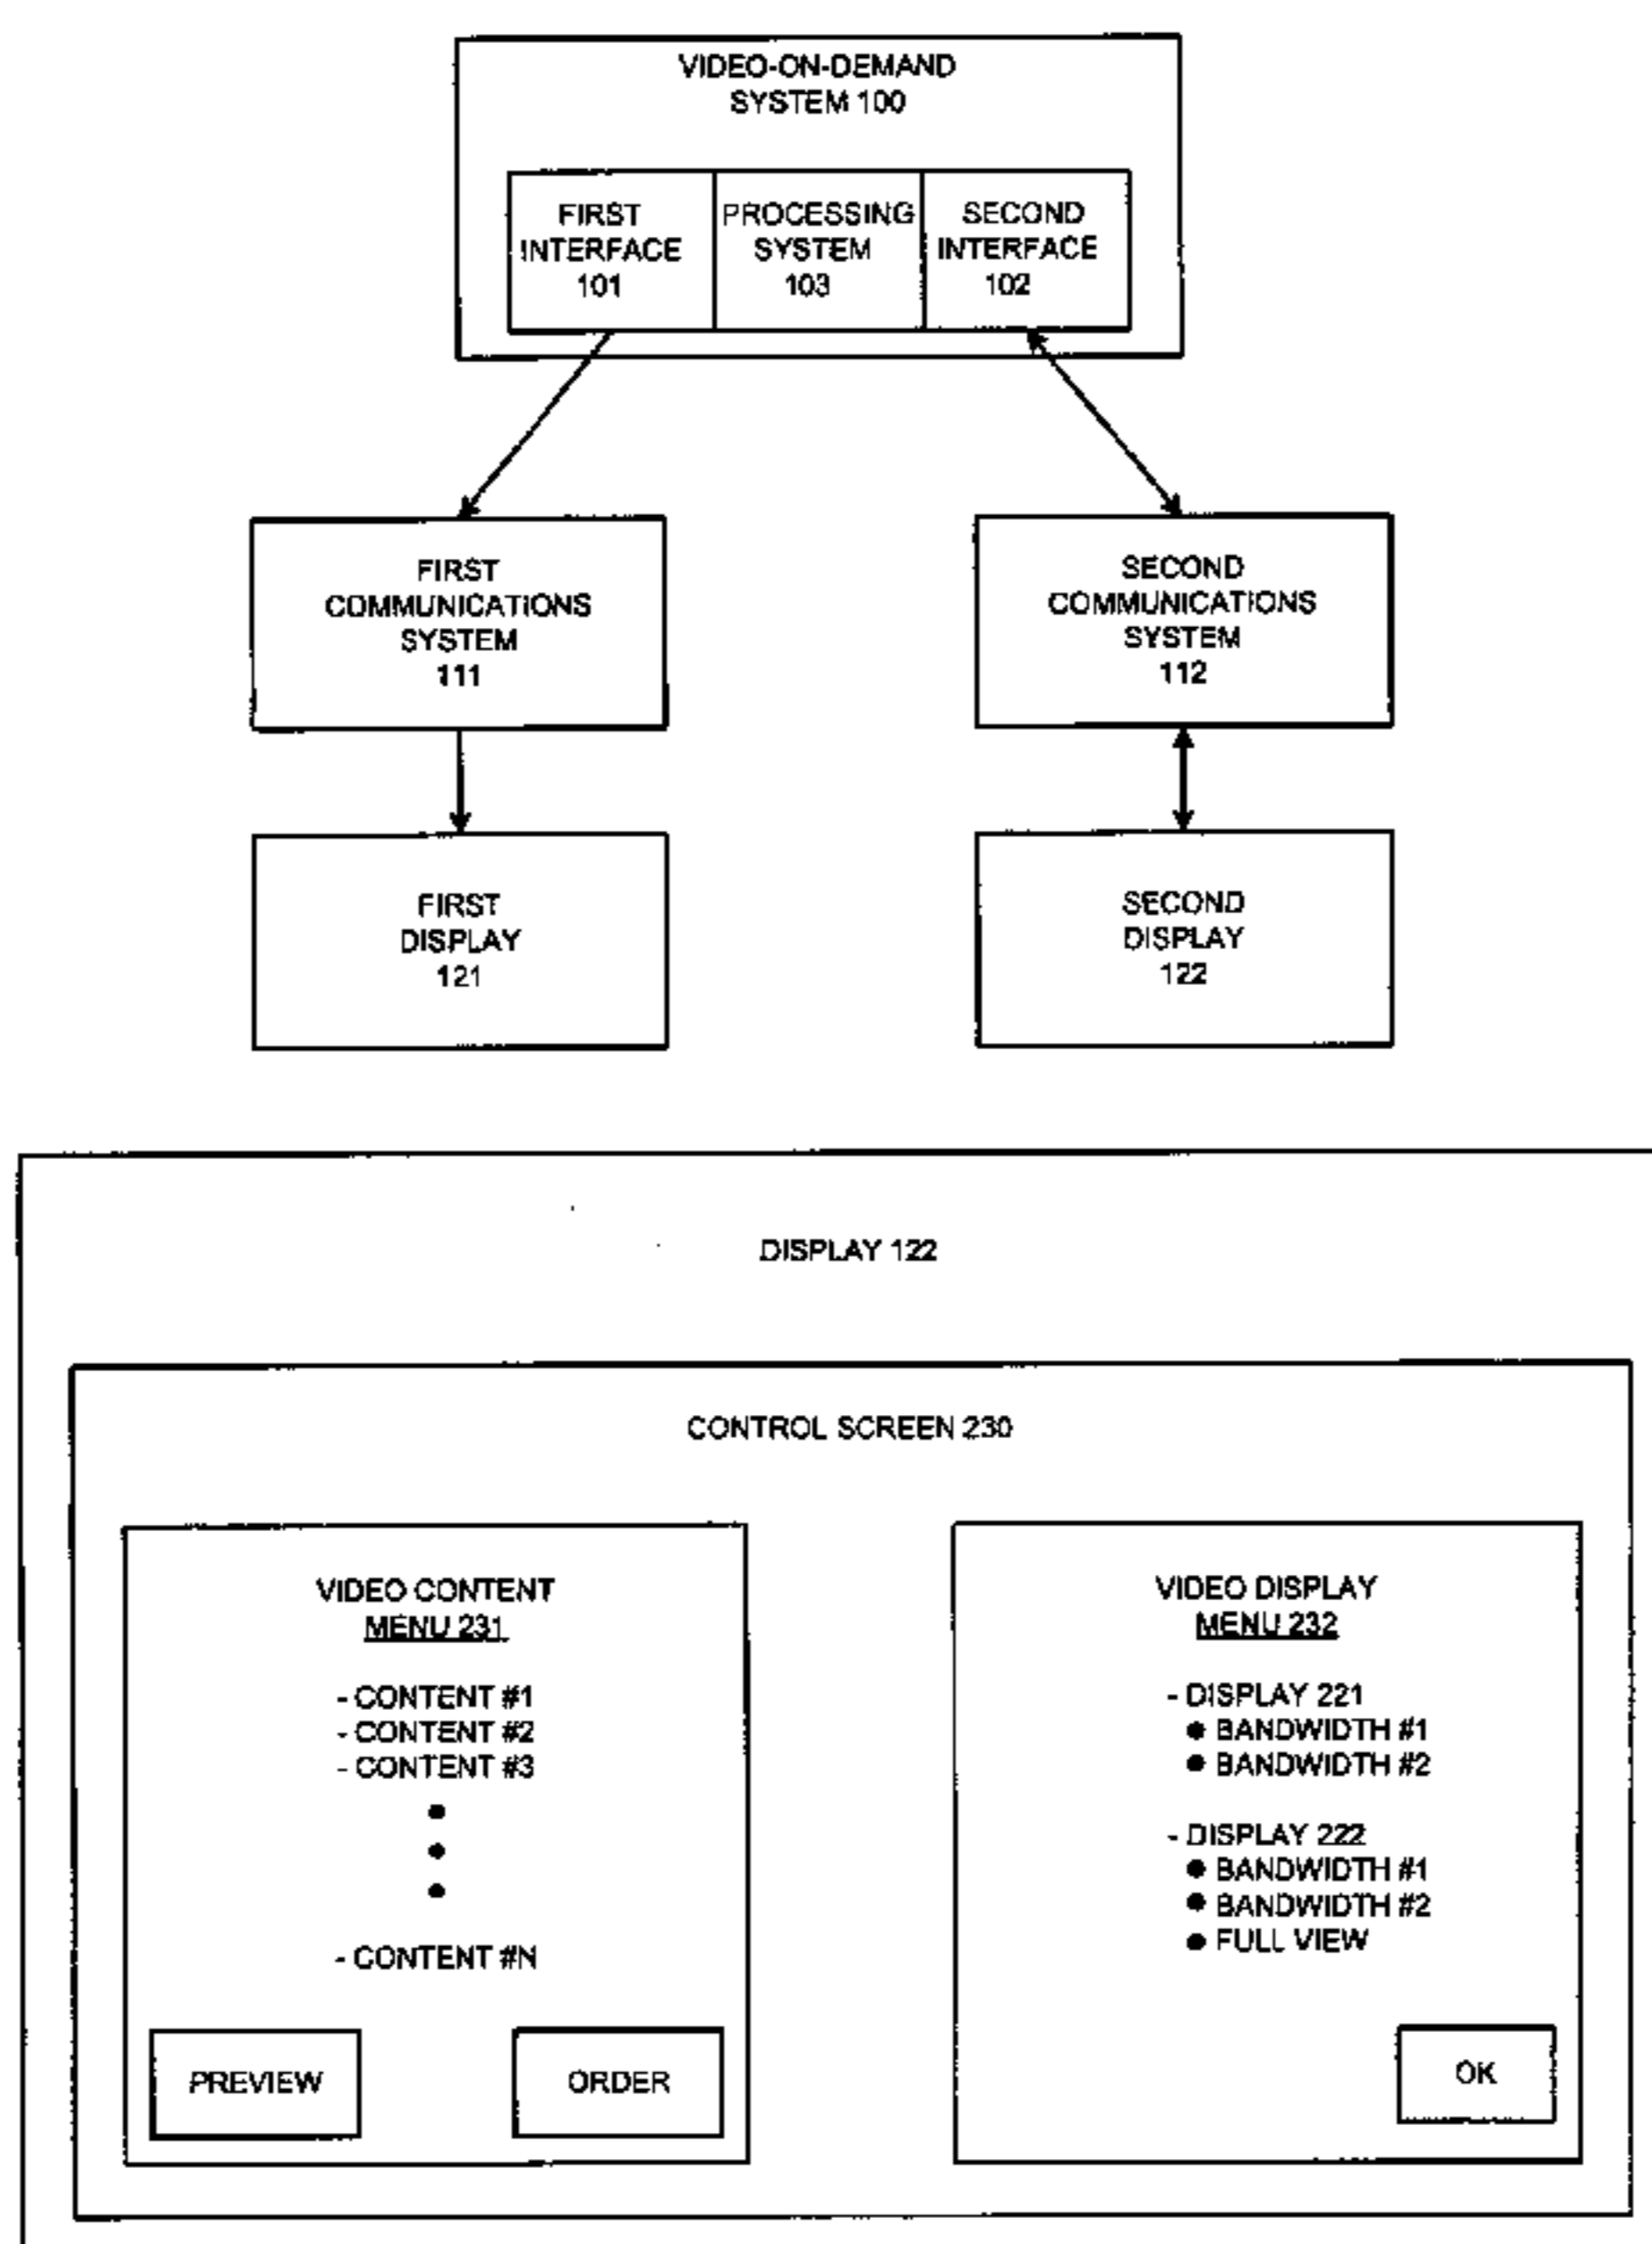 VIDEO-ON-DEMAND
SYSTEM 100
FIRST
INTERFACE
101
PROCESSING
SYSTEM
103
SECOND
INTERFACE
102
FIRST
COMMUNICATIONS
SYSTEM
111
SECOND
COMMUNICATIONS
SYSTEM
112
FIRST
DISPLAY
121
SECOND
DISPLAY
122
DISPLAY 122
CONTROL SCREEN 230
VIDEO CONTENT
MENU 231
- CONTENT #1
- CONTENT #2
- CONTENT #3
- CONTENT #N
PREVIEW
ORDER
VIDEO DISPLAY
MENU 232
- DISPLAY 221
● BANDWIDTH #1
● BANDWIDTH #2
- DISPLAY 222
● BANDWIDTH #1
● BANDWIDTH #2
● FULL VIEW
OK